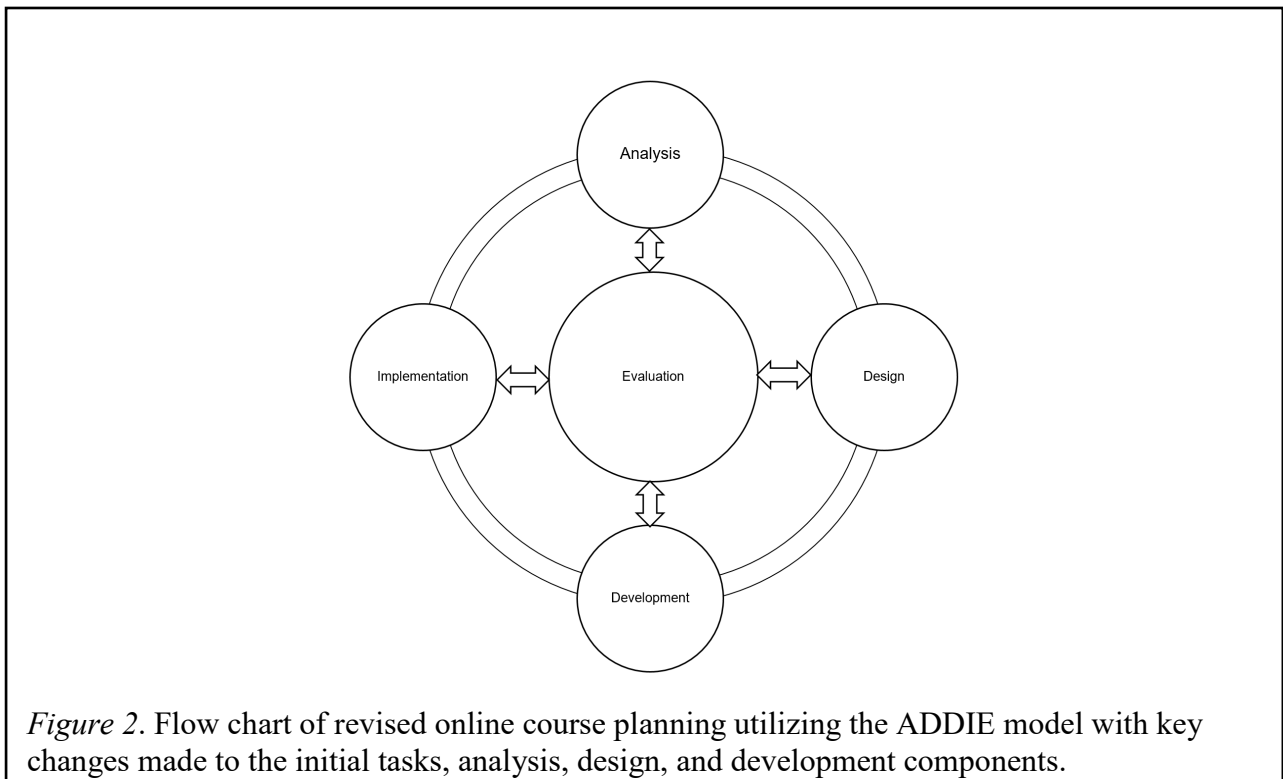 Analysis
Implementation
Evaluation
Design
Development
Figure 2. Flow chart of revised online course planning utilizing the ADDIE model with key
changes made to the initial tasks, analysis, design, and development components.